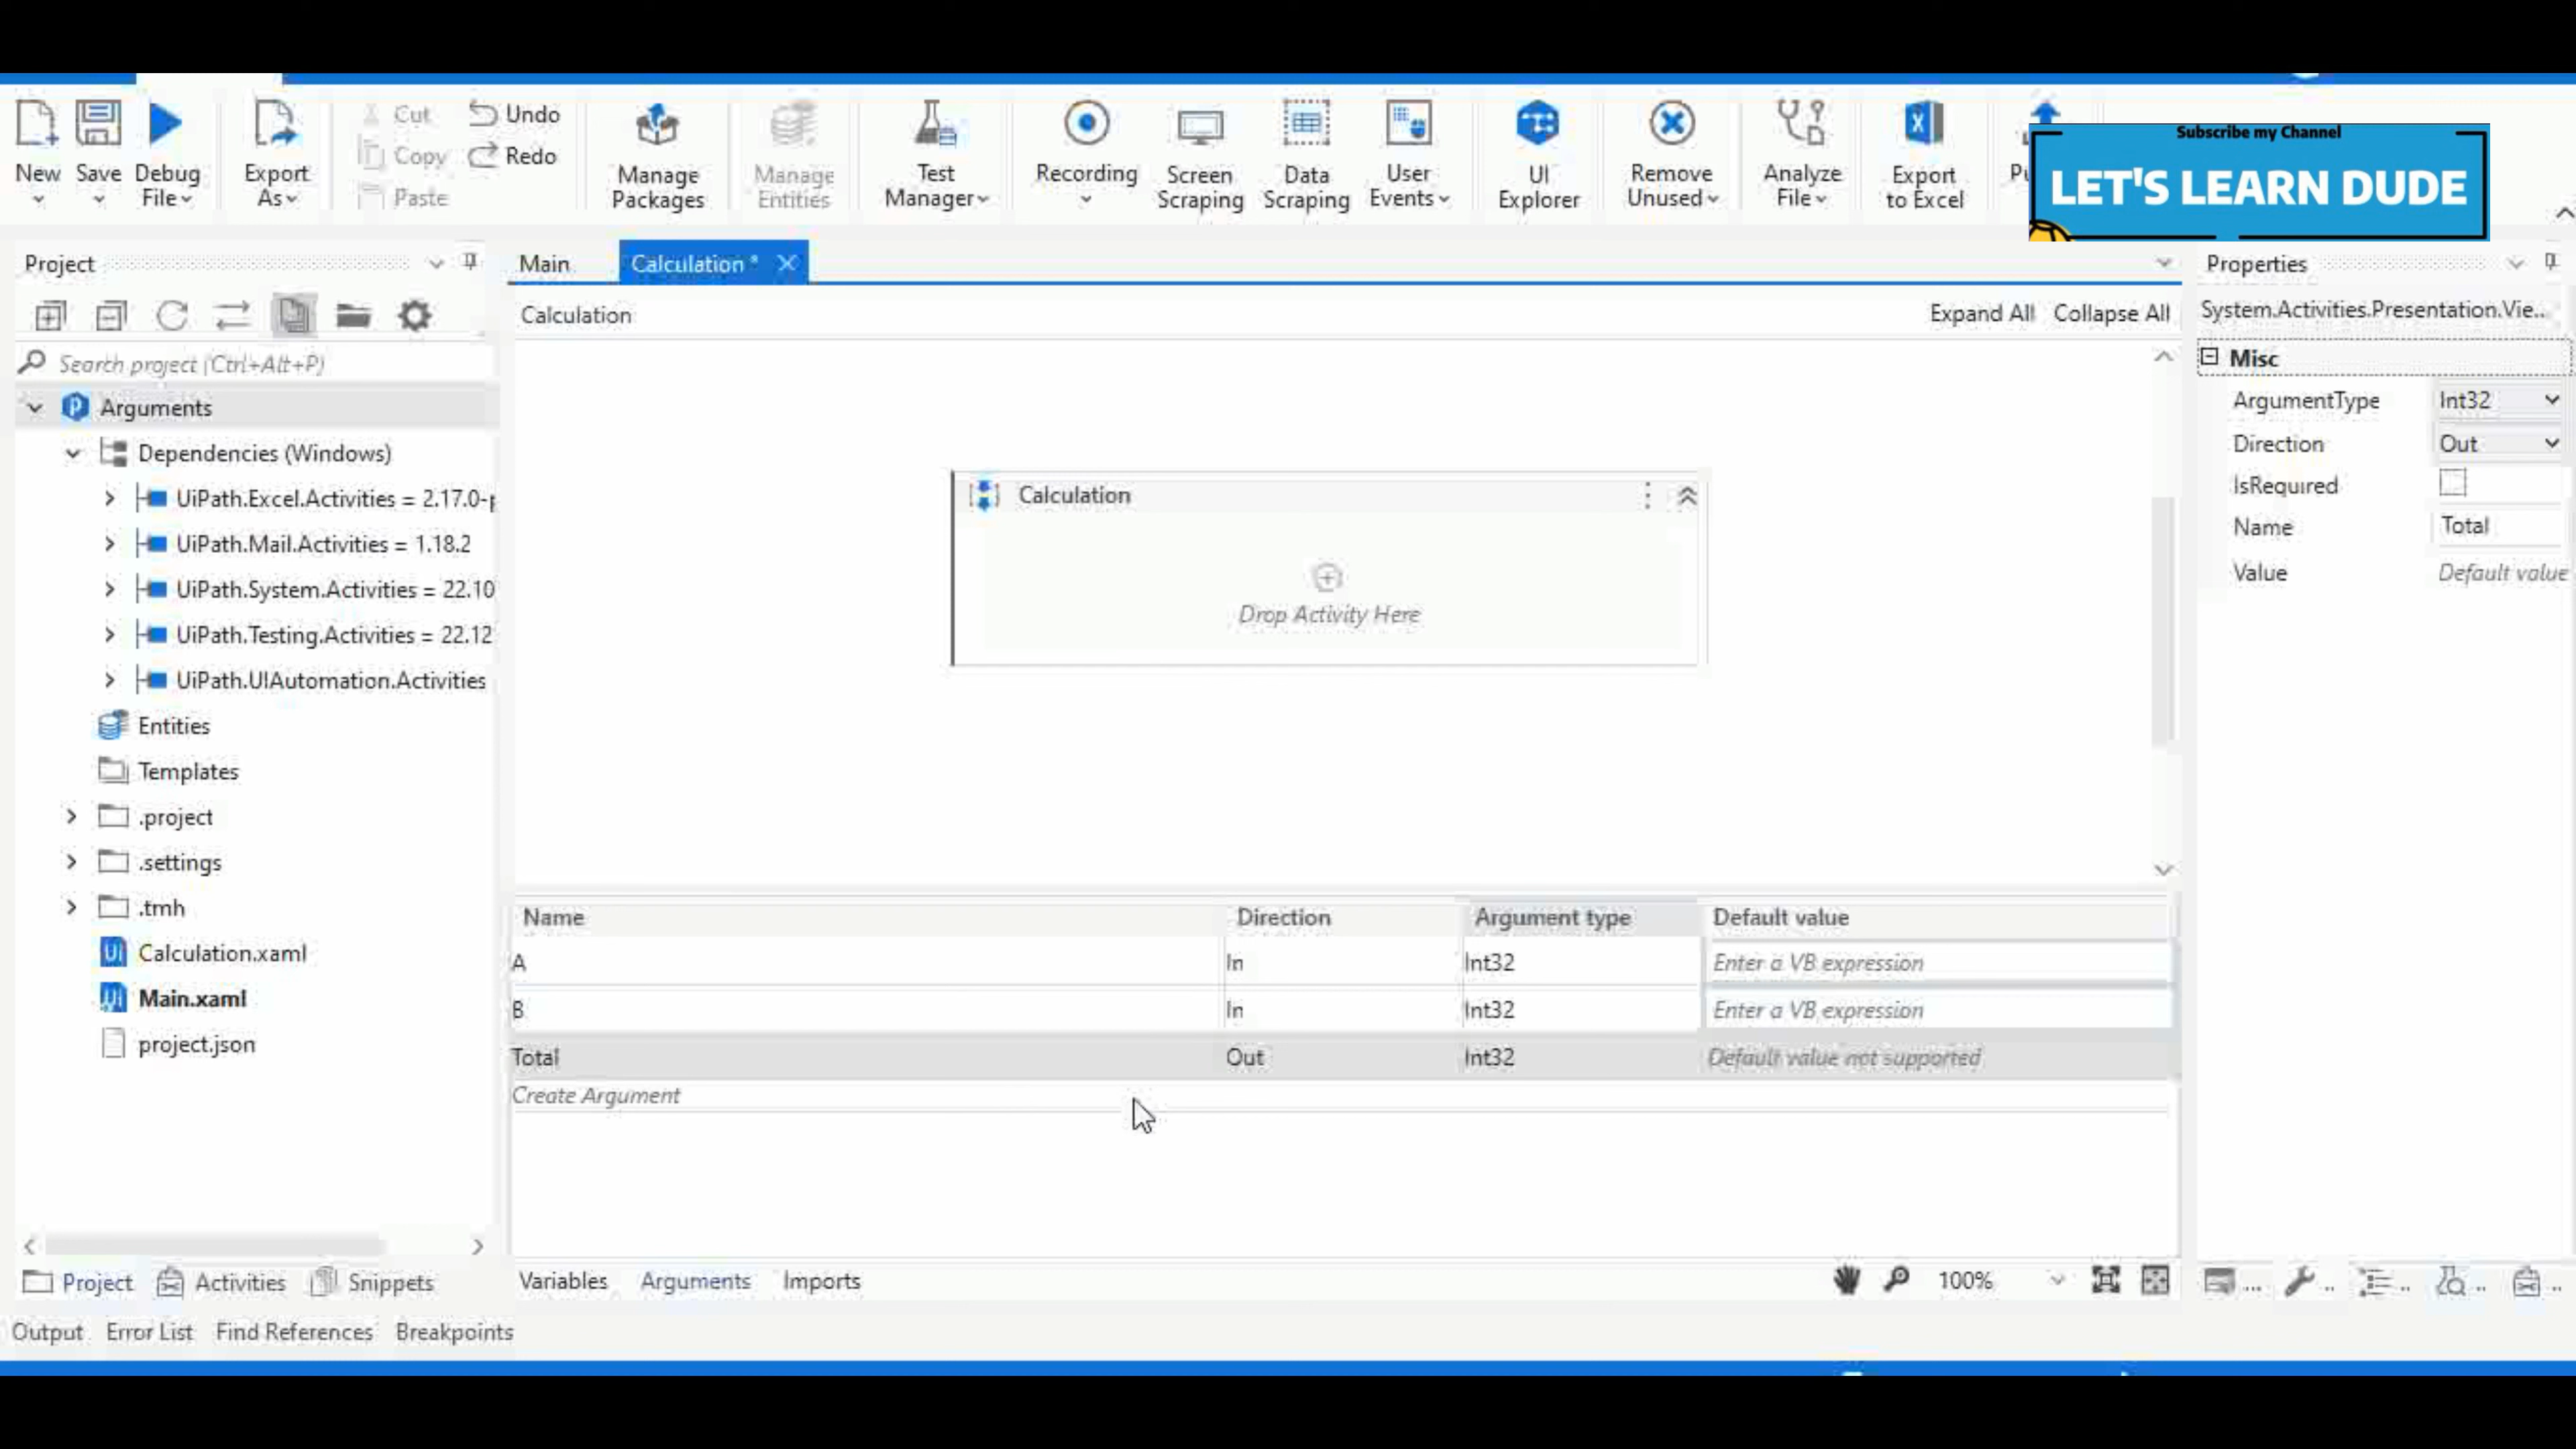 New
Save
Debug File
Export As
Cut
Copy
Paste
Undo
Redo
Manage Packages
Manage Entities
Test Manager
Recording
Screen Scraping
Data Scraping
User Events
UI Explorer
Remove Unused
Analyze File
Export to Excel
Subscribe my Channel
LET'S LEARN DUDE
Project
Search project (Ctrl+Alt+P)
Arguments
Dependencies (Windows)
UiPath.Excel.Activities = 2.17.0-
UiPath.Mail.Activities = 1.18.2
UiPath.System.Activities = 22.10
UiPath.Testing.Activities = 22.12
UiPath.UIAutomation.Activities
Entities
Templates
.project
.settings
.tmh
Calculation.xaml
Main.xaml
project.json
Project Activities Snippets
Main Calculation *
Calculation
Expand All Collapse All
Calculation
Drop Activity Here
Name Direction Argument type Default value
A In Int32 Enter a VB expression
B In Int32 Enter a VB expression
Total Out Int32 Default value not supported
Create Argument
Variables Arguments Imports
100%
Properties
System.Activities.Presentation.Vie...
Misc
ArgumentType Int32
Direction Out
IsRequired
Name Total
Value Default value
Output Error List Find References Breakpoints